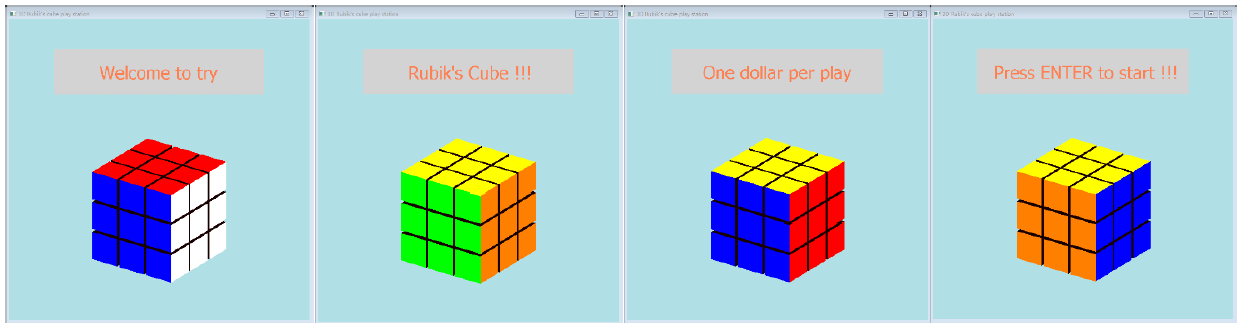 3D Rubik's cube play station
3D Rubik's cube play station
3D Rubik's cube play station
3D Rubik's cube play station
Welcome to try
Rubik's Cube !!!
One dollar per play
Press ENTER to start !!!